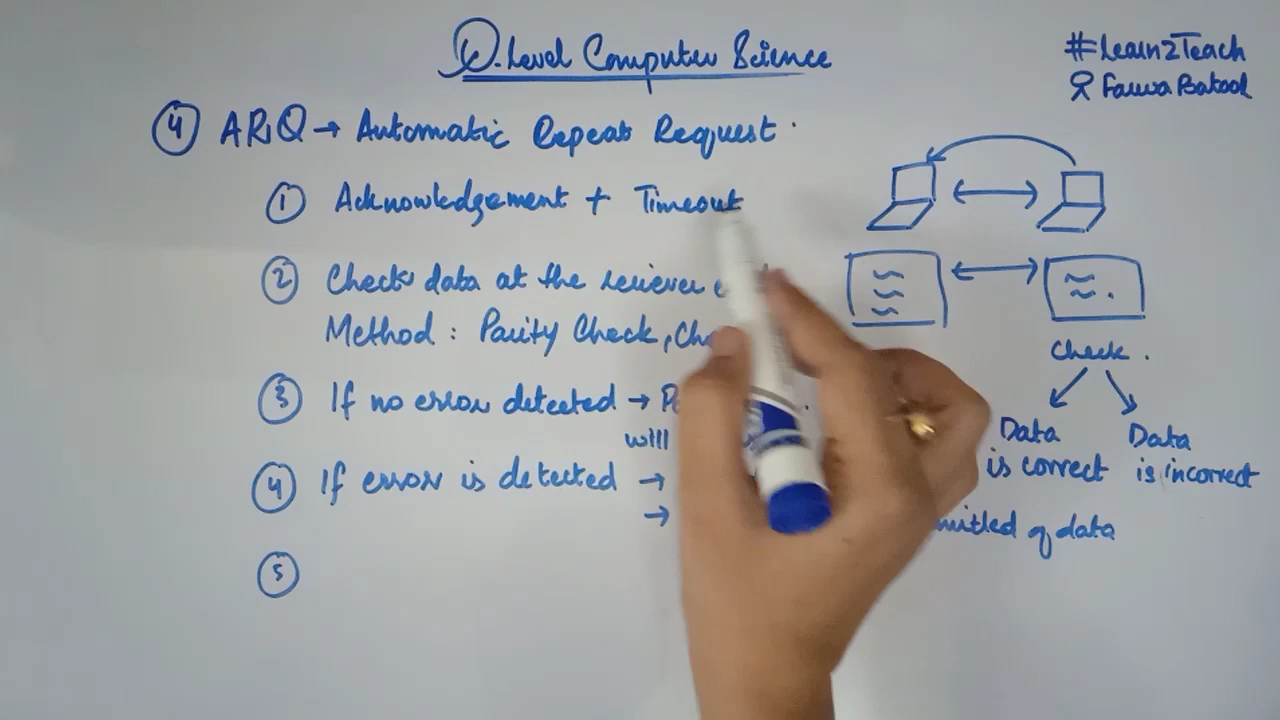 O.Level Computer Science
#Learn2Teach
Farwa Batool
4 ARQ → Automatic Repeat Request.
1 Acknowledgement + Timeout
2 Check data at the reciever
Method : Parity Check,
3 If no error detected →
will
4 If error is detected →
→
5
Check.
Data is correct
Data is incorrect
of data